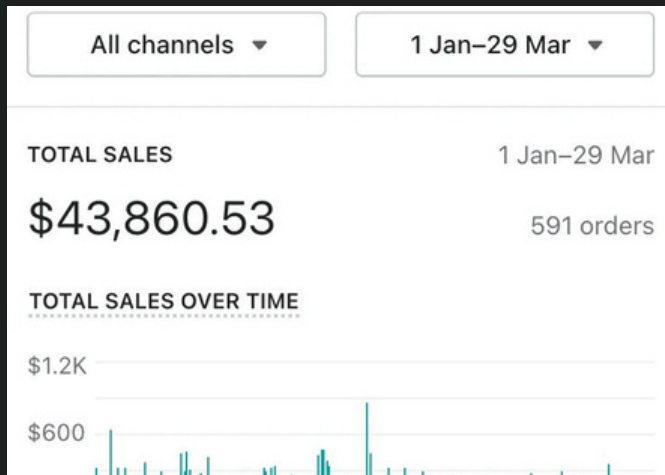 All channels
1 Jan–29 Mar
TOTAL SALES
1 Jan–29 Mar
$43,860.53
591 orders
TOTAL SALES OVER TIME
$1.2K
$600